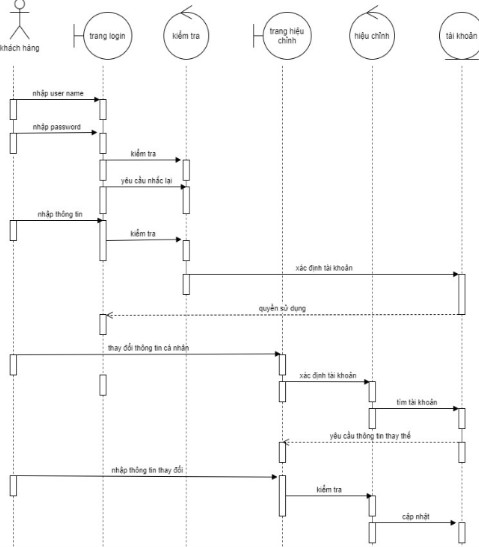 khách hàng
trang login
kiểm tra
trang hiệu
chỉnh
hiệu chỉnh
tài khoản
nhập user name
nhập password
kiểm tra
yêu cầu nhắc lại
nhập thông tin
kiểm tra
xác định tài khoản
quyền sử dụng
thay đổi thông tin cá nhân
xác định tài khoản
tìm tài khoản
yêu cầu thông tin thay thế
nhập thông tin thay đổi
kiểm tra
cập nhật